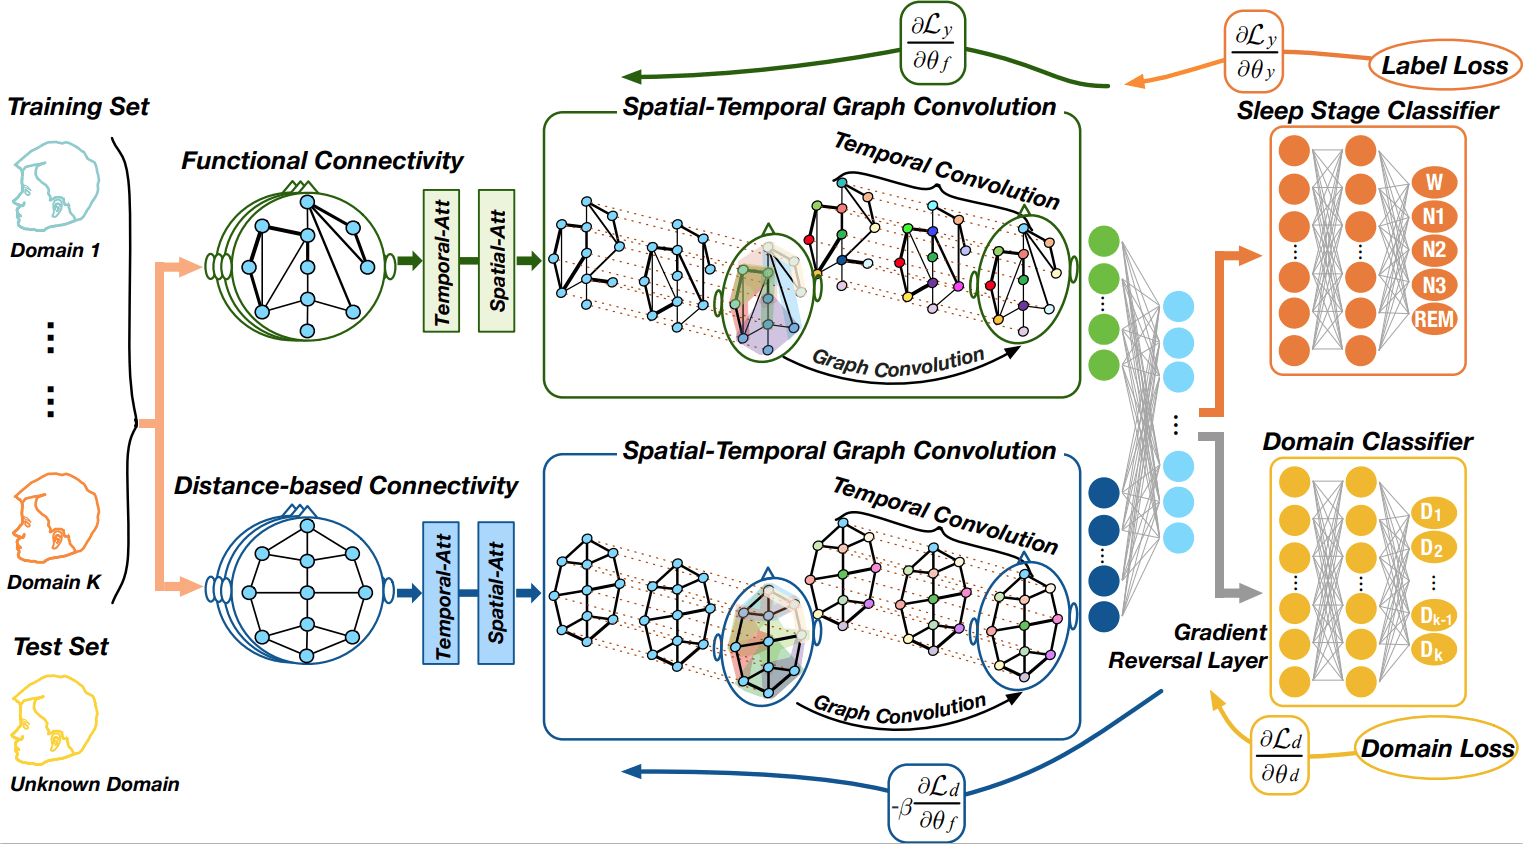 Training Set
Domain 1
Domain K
Test Set
Unknown Domain
Functional Connectivity
Temporal-Att
Spatial-Att
Distance-based Connectivity
Temporal-Att
Spatial-Att
∂ℒy
∂θf
Spatial-Temporal Graph Convolution
Temporal Convolution
Graph Convolution
Spatial-Temporal Graph Convolution
Temporal Convolution
Graph Convolution
-β ∂ℒd
∂θf
∂ℒy
∂θy
Label Loss
Sleep Stage Classifier
W
N1
N2
N3
REM
Domain Classifier
D1
D2
Dk-1
Dk
Gradient
Reversal Layer
∂ℒd
∂θd
Domain Loss